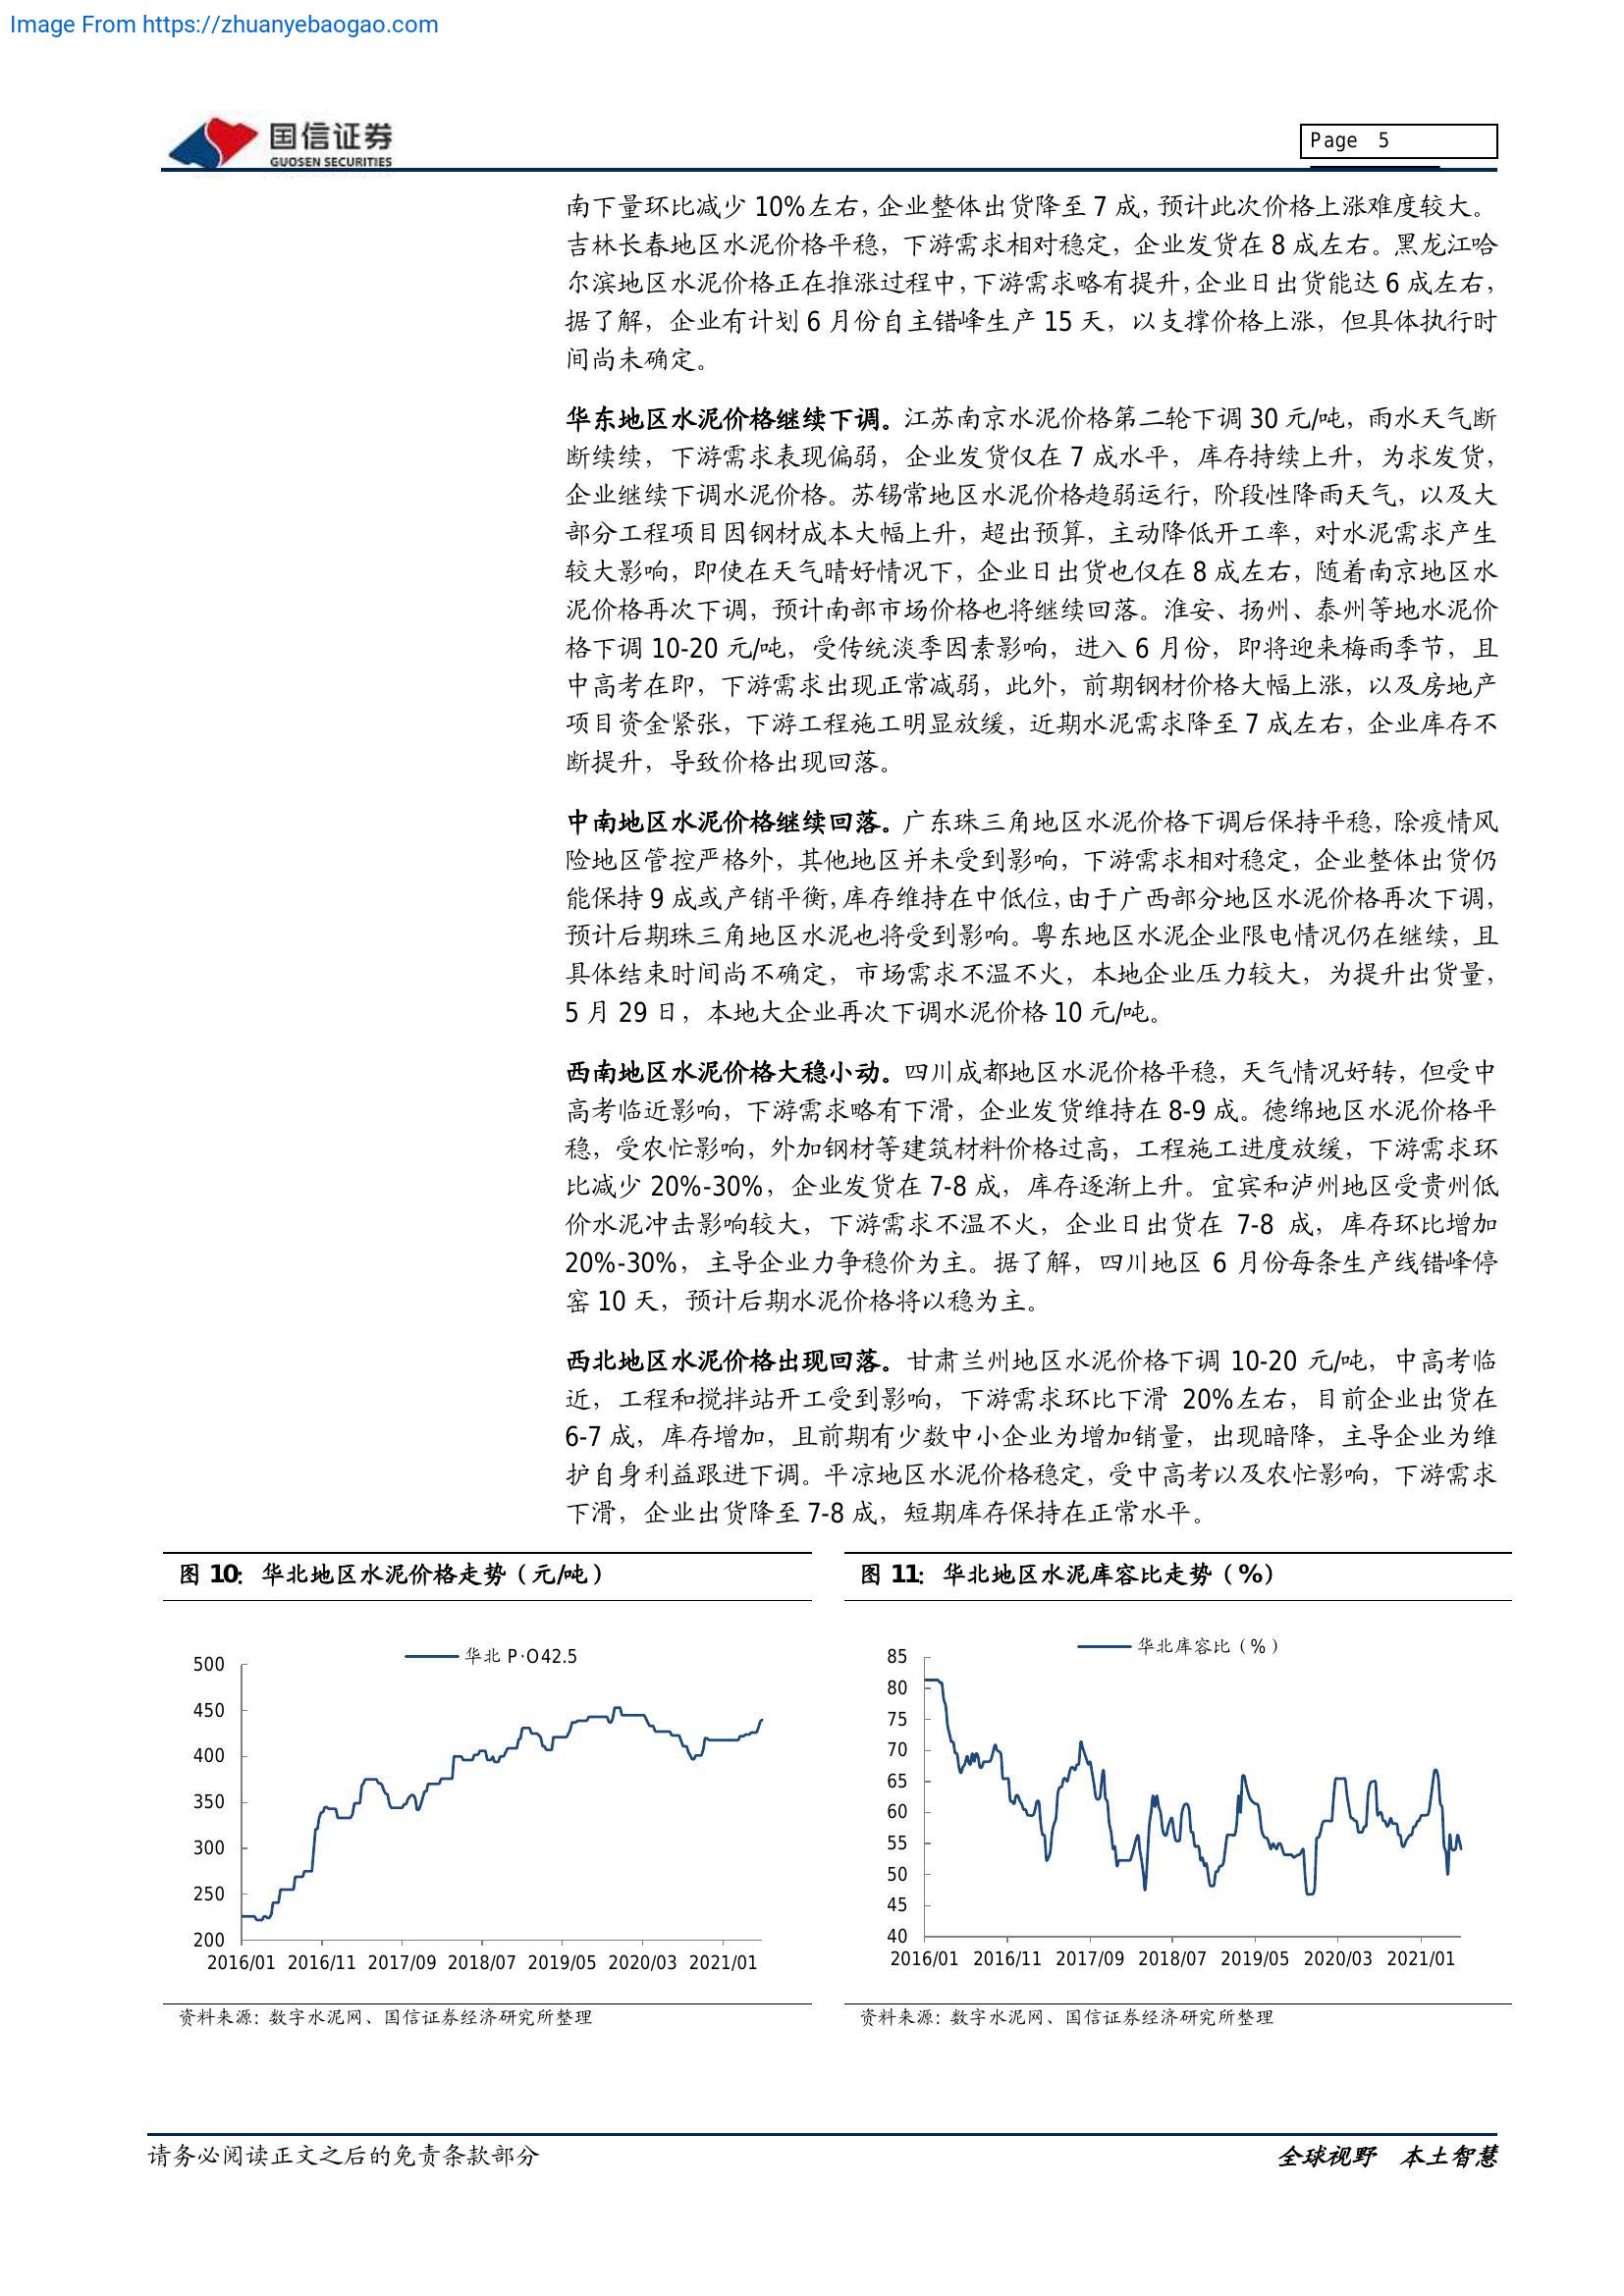 Image From https://zhuanyebaogao.com
国信证券
GUOSEN SECURITIES
Page 5
南下量环比减少 10%左右，企业整体出货降至 7 成，预计此次价格上涨难度较大。
吉林长春地区水泥价格平稳，下游需求相对稳定，企业发货在 8 成左右。黑龙江哈
尔滨地区水泥价格正在推涨过程中，下游需求略有提升，企业日出货能达 6 成左右，
据了解，企业有计划 6 月份自主错峰生产 15 天，以支撑价格上涨，但具体执行时
间尚未确定。
华东地区水泥价格继续下调。江苏南京水泥价格第二轮下调 30 元/吨，雨水天气断
断续续，下游需求表现偏弱，企业发货仅在 7 成水平，库存持续上升，为求发货，
企业继续下调水泥价格。苏锡常地区水泥价格趋弱运行，阶段性降雨天气，以及大
部分工程项目因钢材成本大幅上升，超出预算，主动降低开工率，对水泥需求产生
较大影响，即使在天气晴好情况下，企业日出货也仅在 8 成左右，随着南京地区水
泥价格再次下调，预计南部市场价格也将继续回落。淮安、扬州、泰州等地水泥价
格下调 10-20 元/吨，受传统淡季因素影响，进入 6 月份，即将迎来梅雨季节，且
中高考在即，下游需求出现正常减弱，此外，前期钢材价格大幅上涨，以及房地产
项目资金紧张，下游工程施工明显放缓，近期水泥需求降至 7 成左右，企业库存不
断提升，导致价格出现回落。
中南地区水泥价格继续回落。广东珠三角地区水泥价格下调后保持平稳，除疫情风
险地区管控严格外，其他地区并未受到影响，下游需求相对稳定，企业整体出货仍
能保持 9 成或产销平衡，库存维持在中低位，由于广西部分地区水泥价格再次下调，
预计后期珠三角地区水泥也将受到影响。粤东地区水泥企业限电情况仍在继续，且
具体结束时间尚不确定，市场需求不温不火，本地企业压力较大，为提升出货量，
5 月 29 日，本地大企业再次下调水泥价格 10 元/吨。
西南地区水泥价格大稳小动。四川成都地区水泥价格平稳，天气情况好转，但受中
高考临近影响，下游需求略有下滑，企业发货维持在 8-9 成。德绵地区水泥价格平
稳，受农忙影响，外加钢材等建筑材料价格过高，工程施工进度放缓，下游需求环
比减少 20%-30%，企业发货在 7-8 成，库存逐渐上升。宜宾和泸州地区受贵州低
价水泥冲击影响较大，下游需求不温不火，企业日出货在 7-8 成，库存环比增加
20%-30%，主导企业力争稳价为主。据了解，四川地区 6 月份每条生产线错峰停
窑 10 天，预计后期水泥价格将以稳为主。
西北地区水泥价格出现回落。甘肃兰州地区水泥价格下调 10-20 元/吨，中高考临
近，工程和搅拌站开工受到影响，下游需求环比下滑 20%左右，目前企业出货在
6-7 成，库存增加，且前期有少数中小企业为增加销量，出现暗降，主导企业为维
护自身利益跟进下调。平凉地区水泥价格稳定，受中高考以及农忙影响，下游需求
下滑，企业出货降至 7-8 成，短期库存保持在正常水平。
图 10：华北地区水泥价格走势（元/吨）
华北 P·O42.5
500
450
400
350
300
250
200
2016/01 2016/11 2017/09 2018/07 2019/05 2020/03 2021/01
资料来源：数字水泥网、国信证券经济研究所整理
图 11：华北地区水泥库容比走势（%）
华北库容比（%）
85
80
75
70
65
60
55
50
45
40
2016/01 2016/11 2017/09 2018/07 2019/05 2020/03 2021/01
资料来源：数字水泥网、国信证券经济研究所整理
请务必阅读正文之后的免责条款部分
全球视野 本土智慧